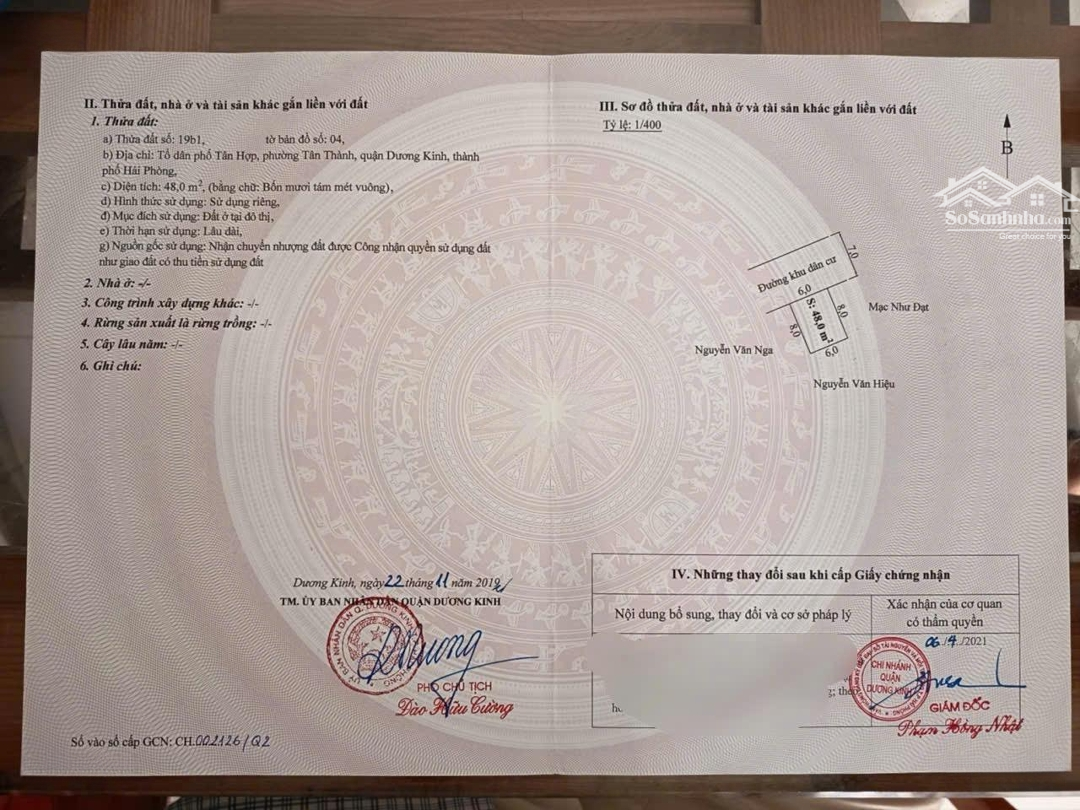 II. Thửa đất, nhà ở và tài sản khác gắn liền với đất
1. Thửa đất:
a) Thửa đất số: 19b1, tờ bản đồ số: 04,
b) Địa chỉ: Tổ dân phố Tân Hợp, phường Tân Thành, quận Dương Kinh, thành
phố Hải Phòng,
c) Diện tích: 48,0 m², (bằng chữ: Bốn mươi tám mét vuông),
d) Hình thức sử dụng: Sử dụng riêng,
đ) Mục đích sử dụng: Đất ở tại đô thị,
e) Thời hạn sử dụng: Lâu dài,
g) Nguồn gốc sử dụng: Nhận chuyển nhượng đất được Công nhận quyền sử dụng đất
như giao đất có thu tiền sử dụng đất
2. Nhà ở: -/-
3. Công trình xây dựng khác: -/-
4. Rừng sản xuất là rừng trồng: -/-
5. Cây lâu năm: -/-
6. Ghi chú:
Dương Kinh, ngày 22 tháng 11 năm 2019
TM. ỦY BAN NHÂN DÂN QUẬN DƯƠNG KINH
PHÓ CHỦ TỊCH
Đào Hữu Cường
Số vào sổ cấp GCN: CH.002126/Q2
III. Sơ đồ thửa đất, nhà ở và tài sản khác gắn liền với đất
Tỷ lệ: 1/400
B
SoSanhnha.com
Great choice for you
Đường khu dân cư
7,0
6,0
S: 48,0 m²
8,0
8,0
6,0
Mạc Như Đạt
Nguyễn Văn Nga
Nguyễn Văn Hiệu
IV. Những thay đổi sau khi cấp Giấy chứng nhận
Nội dung bổ sung, thay đổi và cơ sở pháp lý
Xác nhận của cơ quan
có thẩm quyền
06/4/2021
CHI NHÁNH
QUẬN
DƯƠNG KINH
GIÁM ĐỐC
Phạm Hồng Nhật